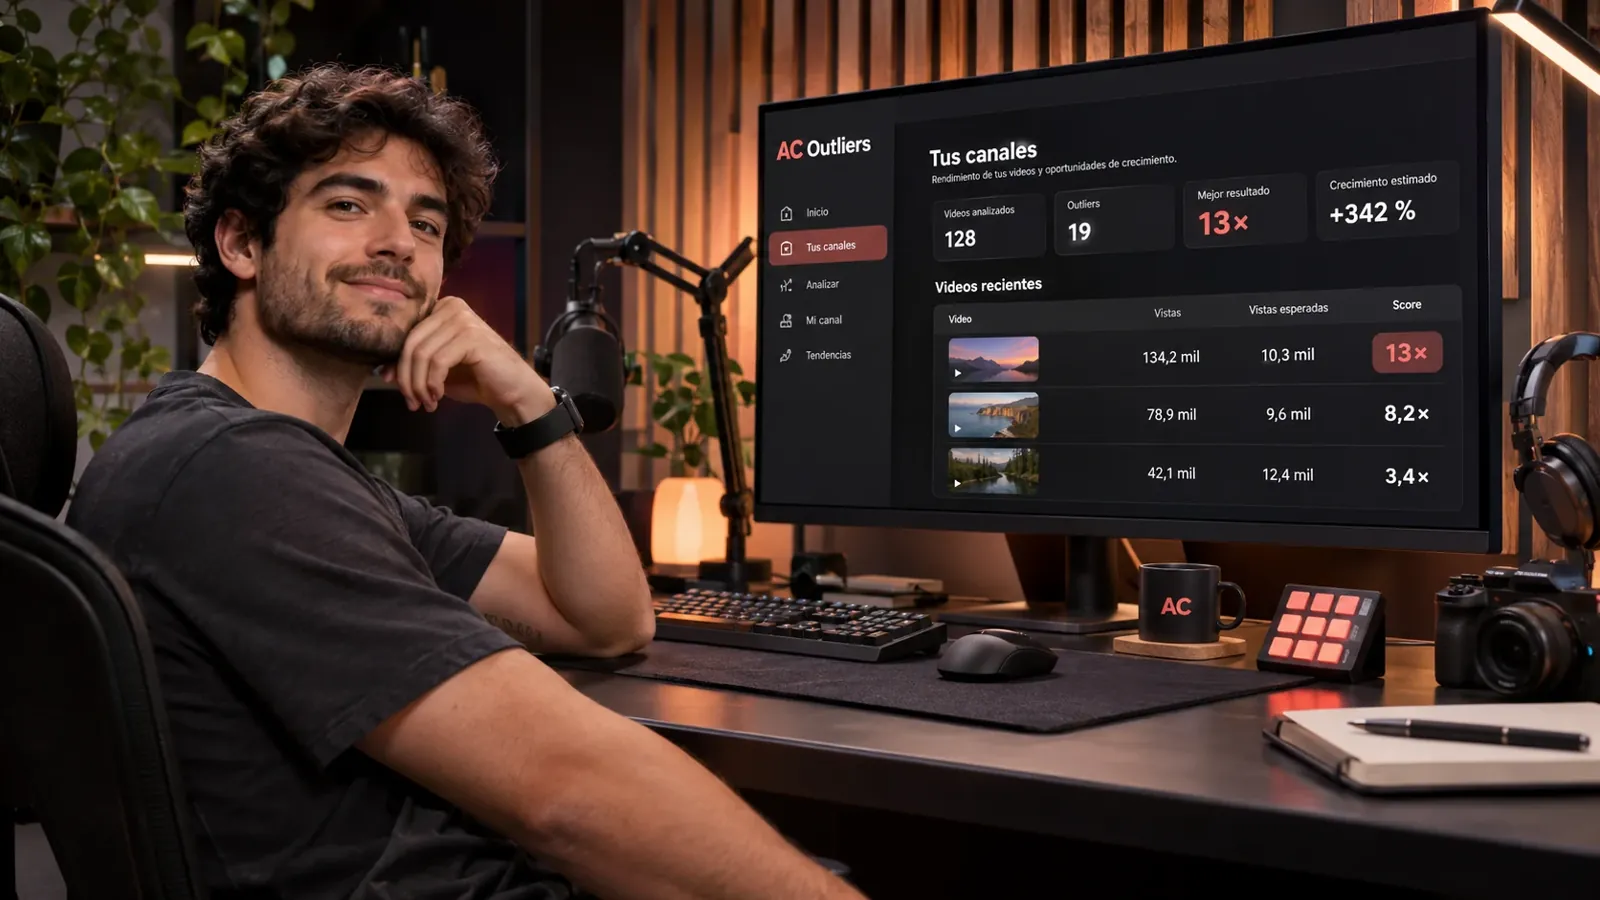 AC Outliers
Inicio
Tus canales
Analizar
Mi canal
Tendencias
Tus canales
Rendimiento de tus videos y oportunidades de crecimiento.
Videos analizados
128
Outliers
19
Mejor resultado
13×
Crecimiento estimado
+342 %
Videos recientes
Video Vistas Vistas esperadas Score
134,2 mil 10,3 mil 13×
78,9 mil 9,6 mil 8,2×
42,1 mil 12,4 mil 3,4×
AC